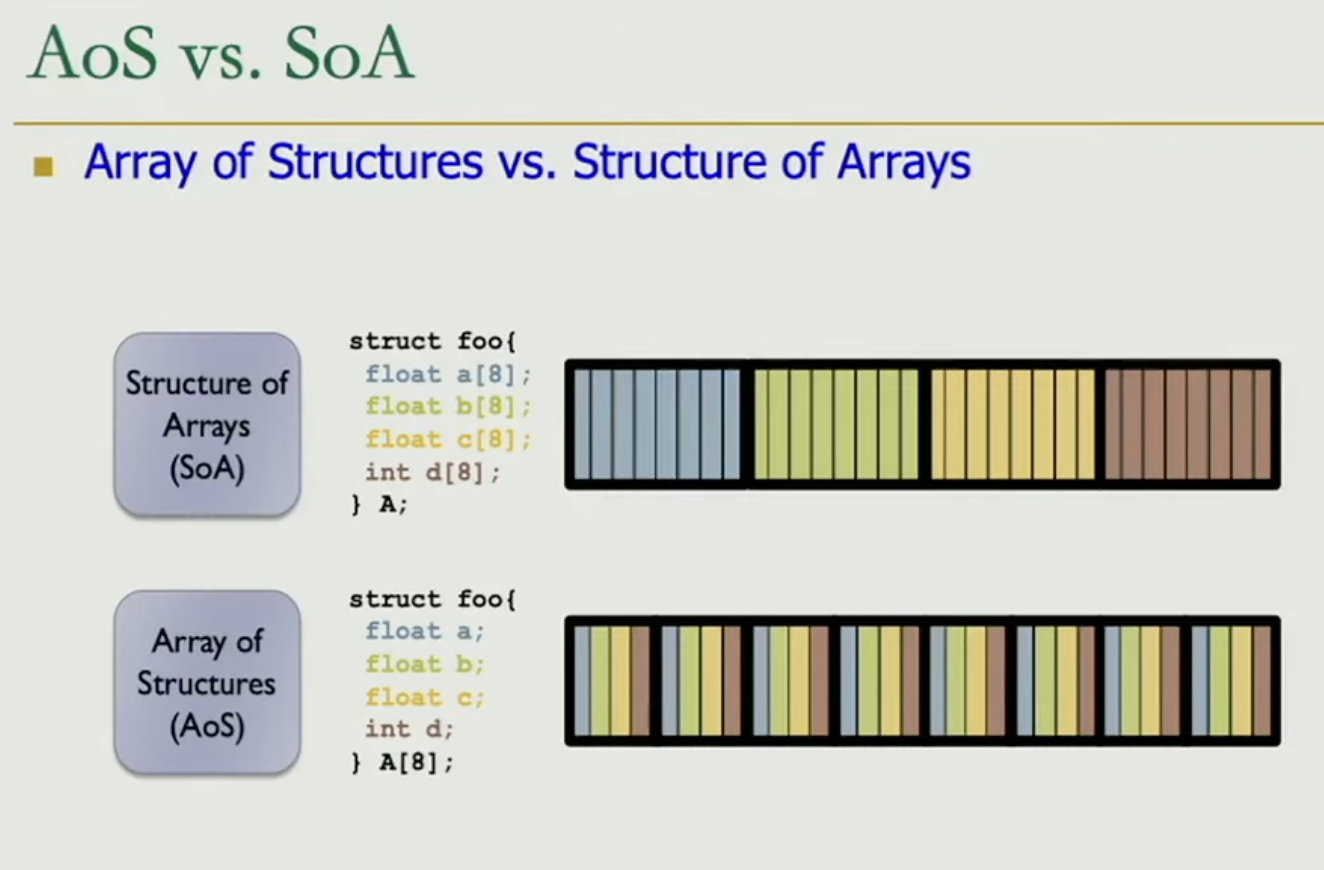 AoS vs. SoA
Array of Structures vs. Structure of Arrays
Structure of
Arrays
(SoA)
struct foo{
float a[8];
float b[8];
float c[8];
int d[8];
} A;
Array of
Structures
(AoS)
struct foo{
float a;
float b;
float c;
int d;
} A[8];